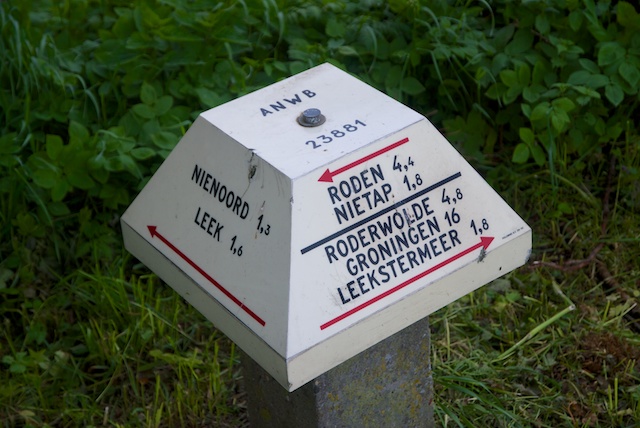 ANWB
23881
NIENOORD 1,3
LEEK 1,6
RODEN 4,4
NIETAP 1,8
RODERWOLDE 4,8
GRONINGEN 16
LEEKSTERMEER 1,8